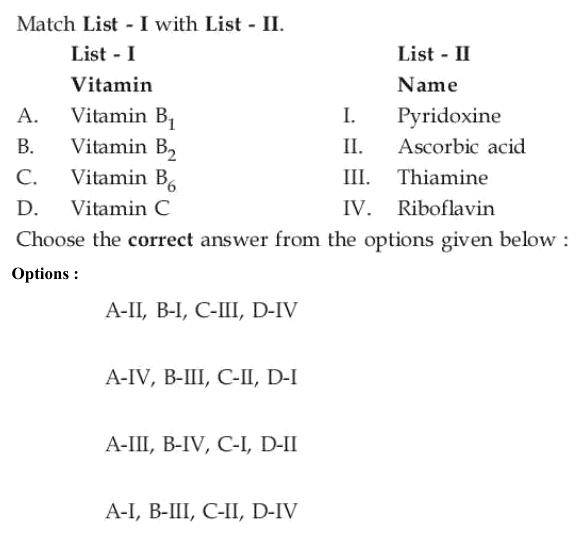 Match List - I with List - II.
List - I List - II
Vitamin Name
A. Vitamin B₁ I. Pyridoxine
B. Vitamin B₂ II. Ascorbic acid
C. Vitamin B₆ III. Thiamine
D. Vitamin C IV. Riboflavin
Choose the correct answer from the options given below :
Options :
A-II, B-I, C-III, D-IV
A-IV, B-III, C-II, D-I
A-III, B-IV, C-I, D-II
A-I, B-III, C-II, D-IV